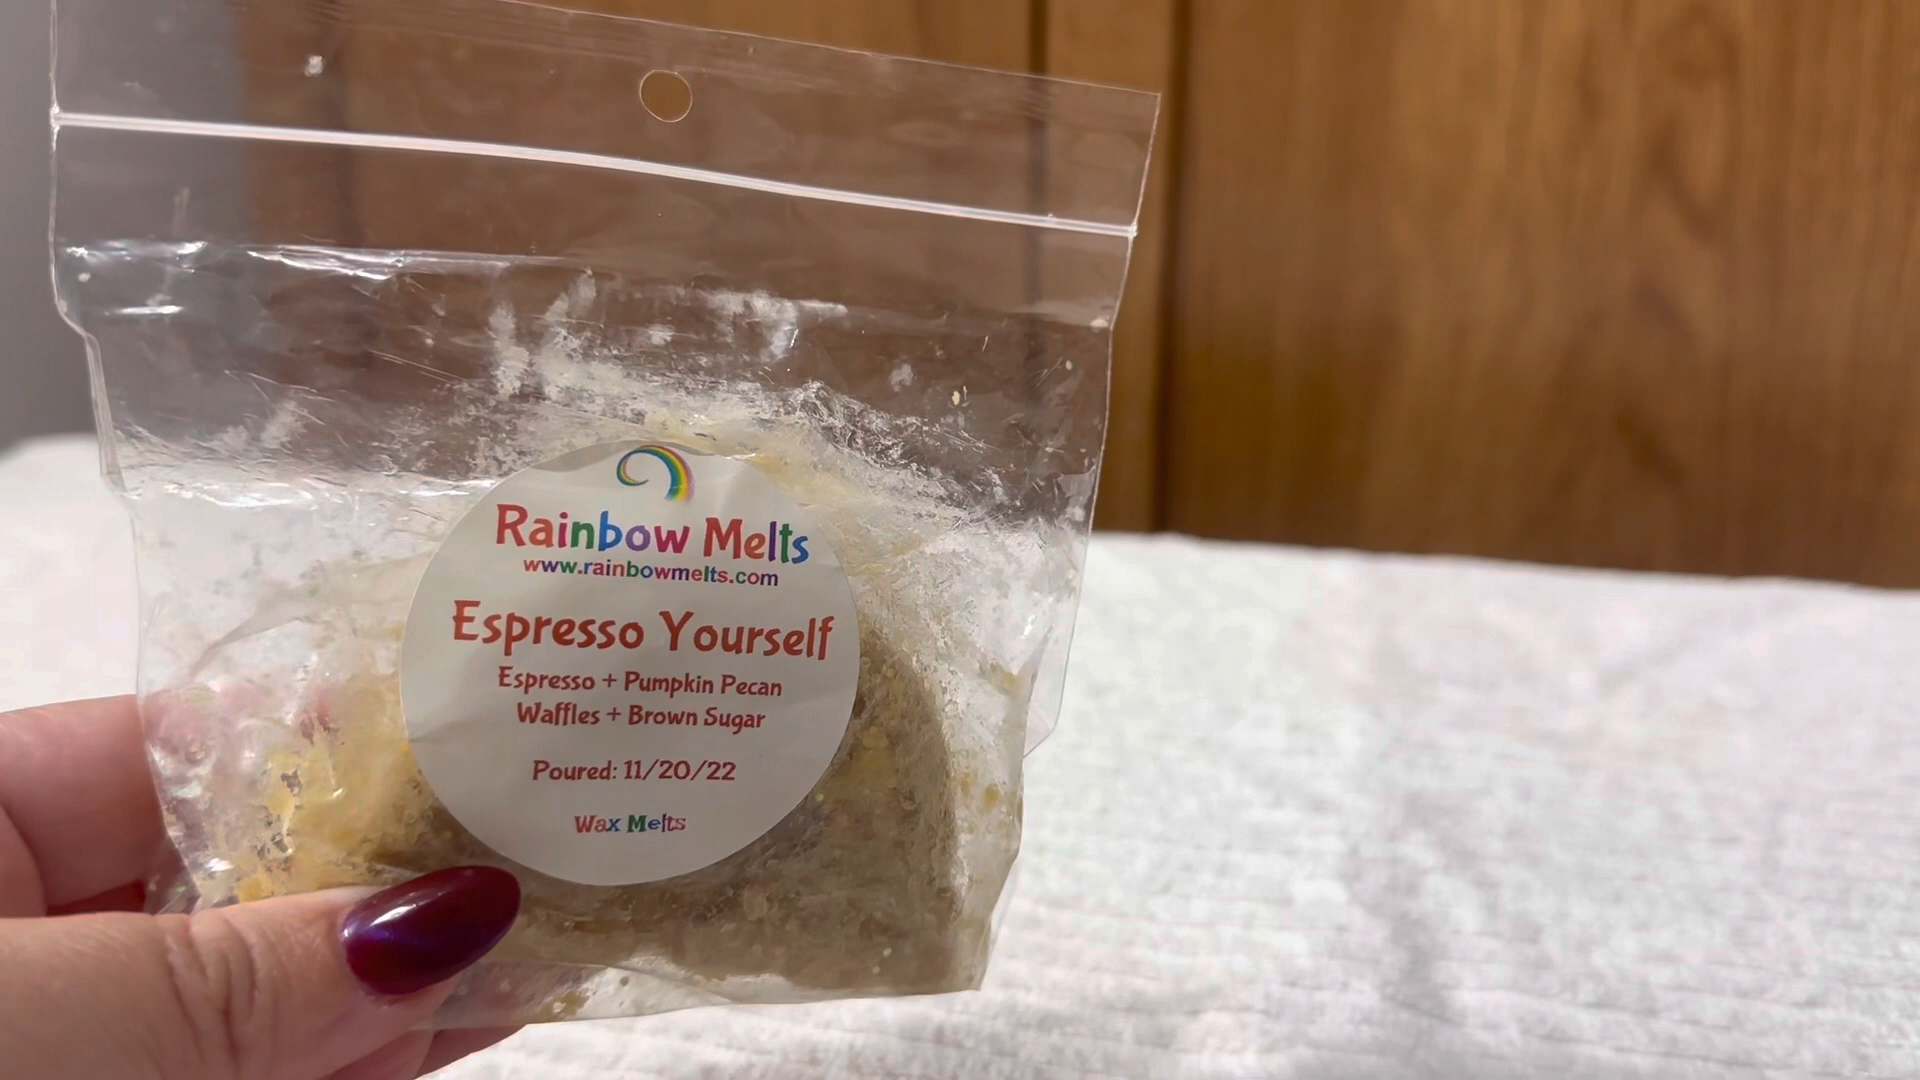 Rainbow Melts
www.rainbowmelts.com
Espresso Yourself
Espresso + Pumpkin Pecan
Waffles + Brown Sugar
Poured: 11/20/22
Wax Melts